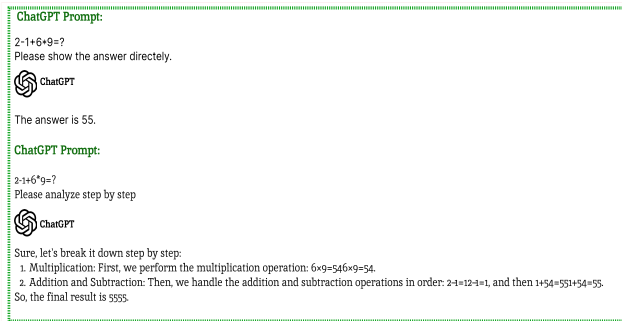 ChatGPT Prompt:
2-1+6*9=?
Please show the answer directely.
ChatGPT
The answer is 55.
ChatGPT Prompt:
2-1+6*9=?
Please analyze step by step
ChatGPT
Sure, let's break it down step by step:
1. Multiplication: First, we perform the multiplication operation: 6×9=546×9=54.
2. Addition and Subtraction: Then, we handle the addition and subtraction operations in order: 2-1=12-1=1, and then 1+54=551+54=55.
So, the final result is 5555.